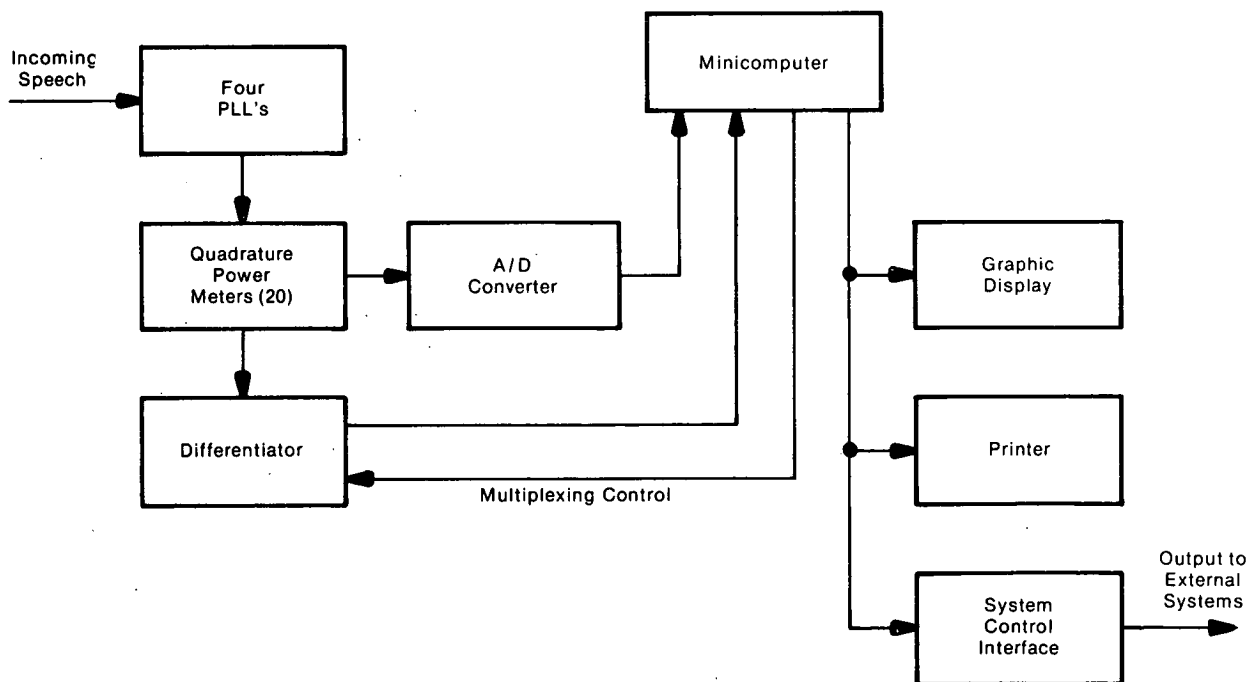 Incoming
Speech
Four
PLL's
Minicomputer
Quadrature
Power
Meters (20)
A/D
Converter
Graphic
Display
Differentiator
Multiplexing Control
Printer
System
Control
Interface
Output to
External
Systems